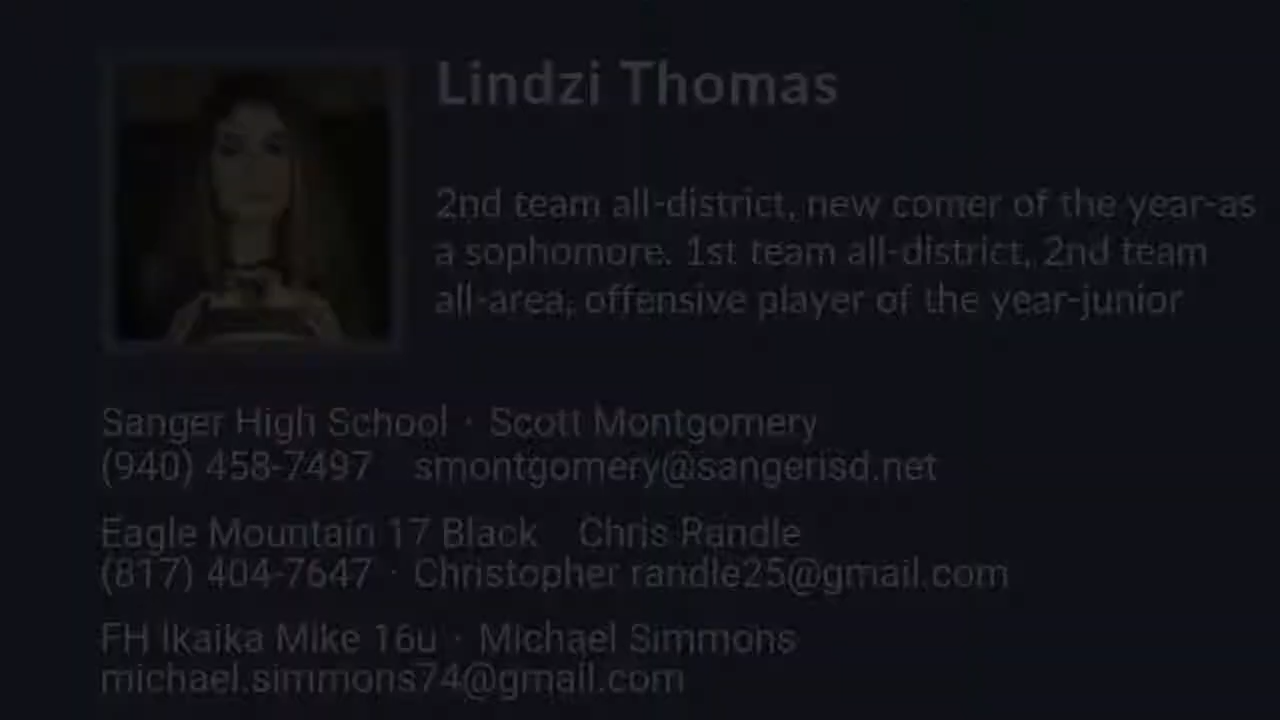 Lindzi Thomas
2nd team all-district, new comer of the year-as
a sophomore. 1st team all-district, 2nd team
all-area, offensive player of the year-junior
Sanger High School · Scott Montgomery
(940) 458-7497 smontgomery@sangerisd.net
Eagle Mountain 17 Black Chris Randle
(817) 404-7647 · Christopher randle25@gmail.com
FH Ikaika Mike 16u · Michael Simmons
michael.simmons74@gmail.com